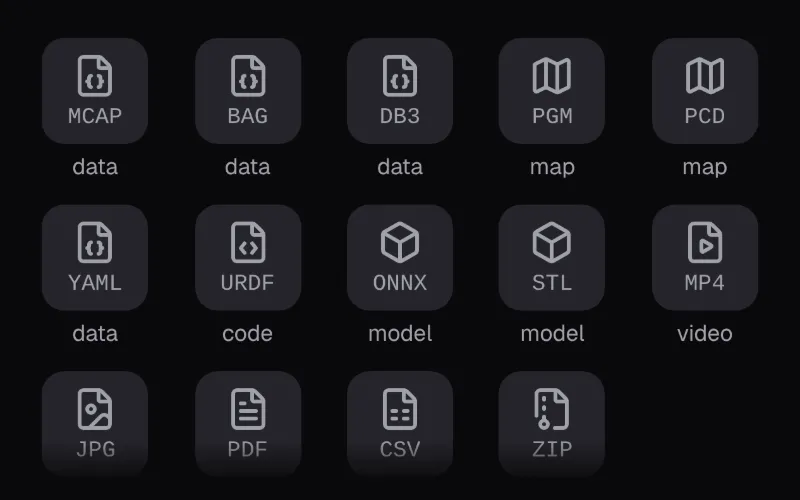 MCAP BAG DB3 PGM PCD
data data data map map
YAML URDF ONNX STL MP4
data code model model video
JPG PDF CSV ZIP